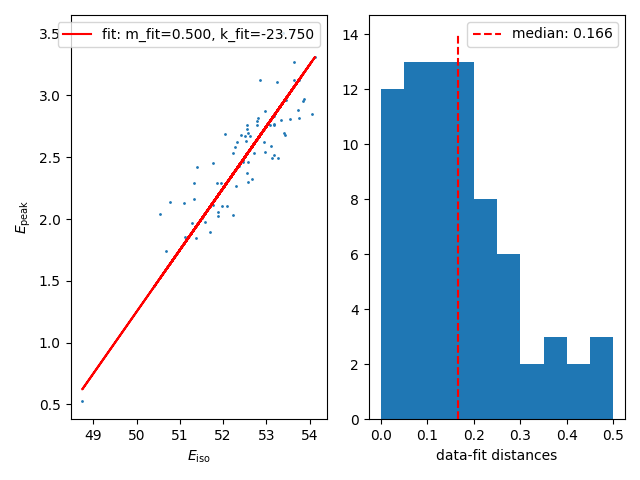 fit: m_fit=0.500, k_fit=-23.750
3.5
3.0
2.5
2.0
1.5
1.0
0.5
E_peak
49 50 51 52 53 54
E_iso
median: 0.166
14
12
10
8
6
4
2
0
0.0 0.1 0.2 0.3 0.4 0.5
data-fit distances